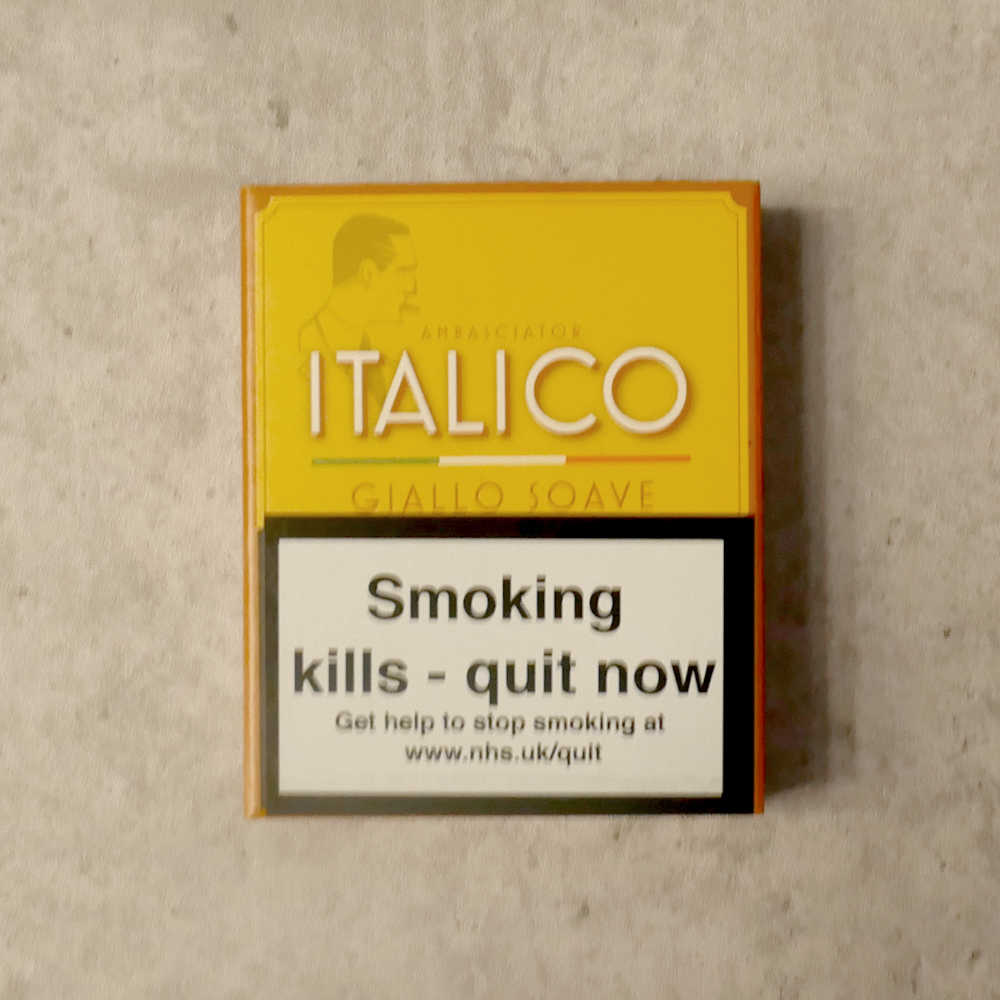 AMBASCIATOR
ITALICO
GIALLO SOAVE
Smoking
kills - quit now
Get help to stop smoking at
www.nhs.uk/quit